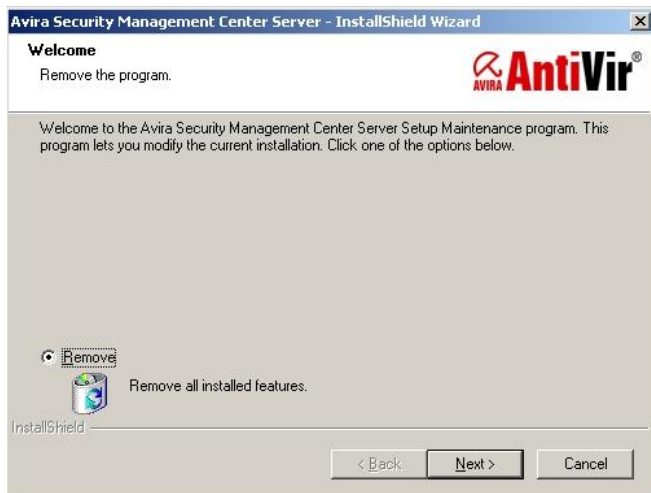 Avira Security Management Center Server - InstallShield Wizard
Welcome
Remove the program.
AVIRA AntiVir®
Welcome to the Avira Security Management Center Server Setup Maintenance program. This
program lets you modify the current installation. Click one of the options below.
Remove
Remove all installed features.
InstallShield
< Back
Next >
Cancel